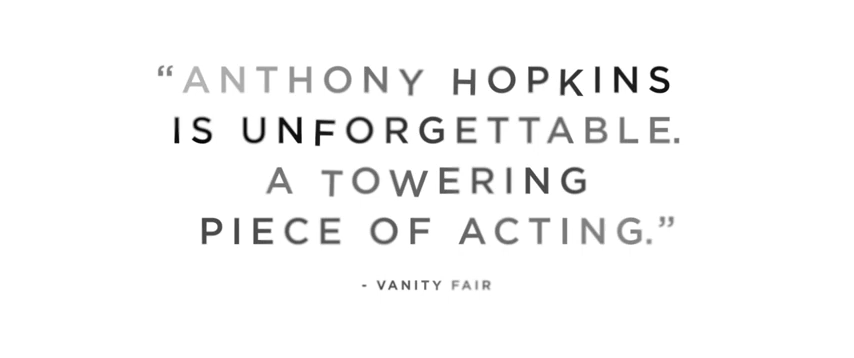 “ANTHONY HOPKINS
IS UNFORGETTABLE.
A TOWERING
PIECE OF ACTING.”
- VANITY FAIR